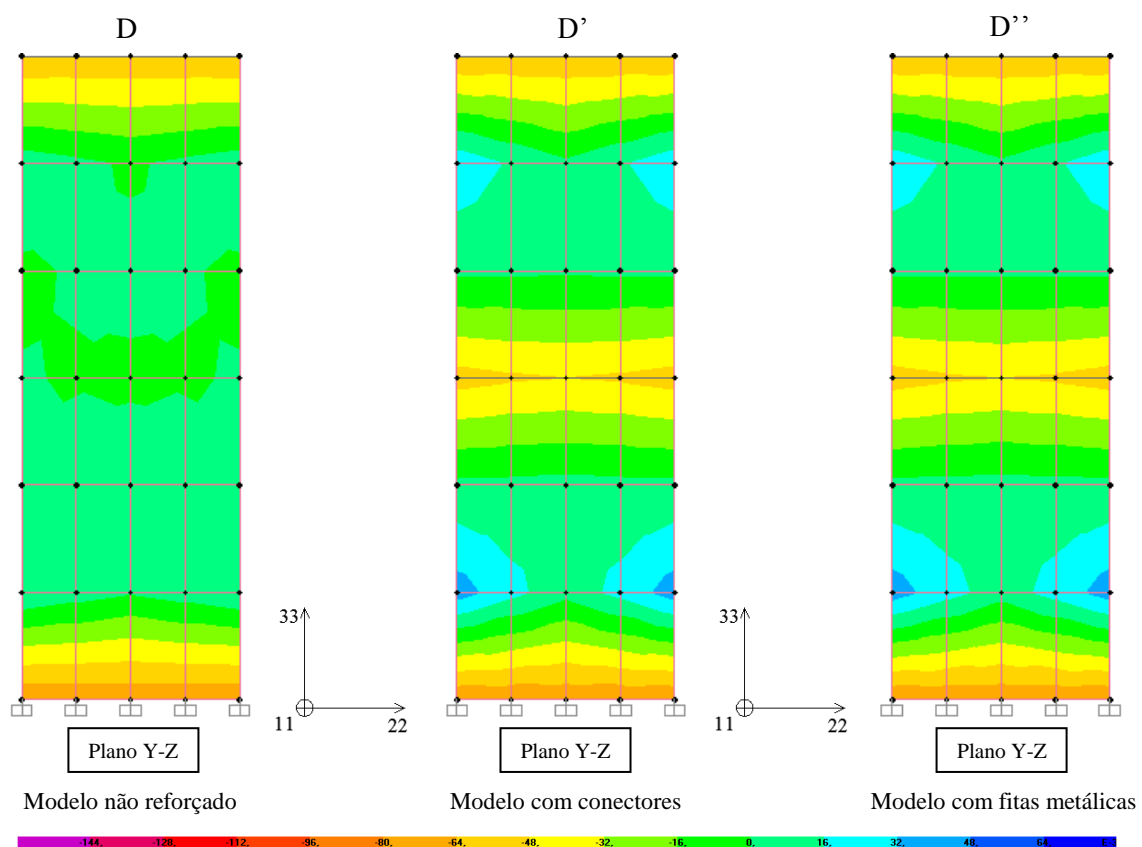 D D’ D’’
33 33
11 22 11 22
Plano Y-Z Plano Y-Z Plano Y-Z
Modelo não reforçado Modelo com conectores Modelo com fitas metálicas
-144, -128, -112, -96, -80, -64, -48, -32, -16, 0, 16, 32, 48, 64,